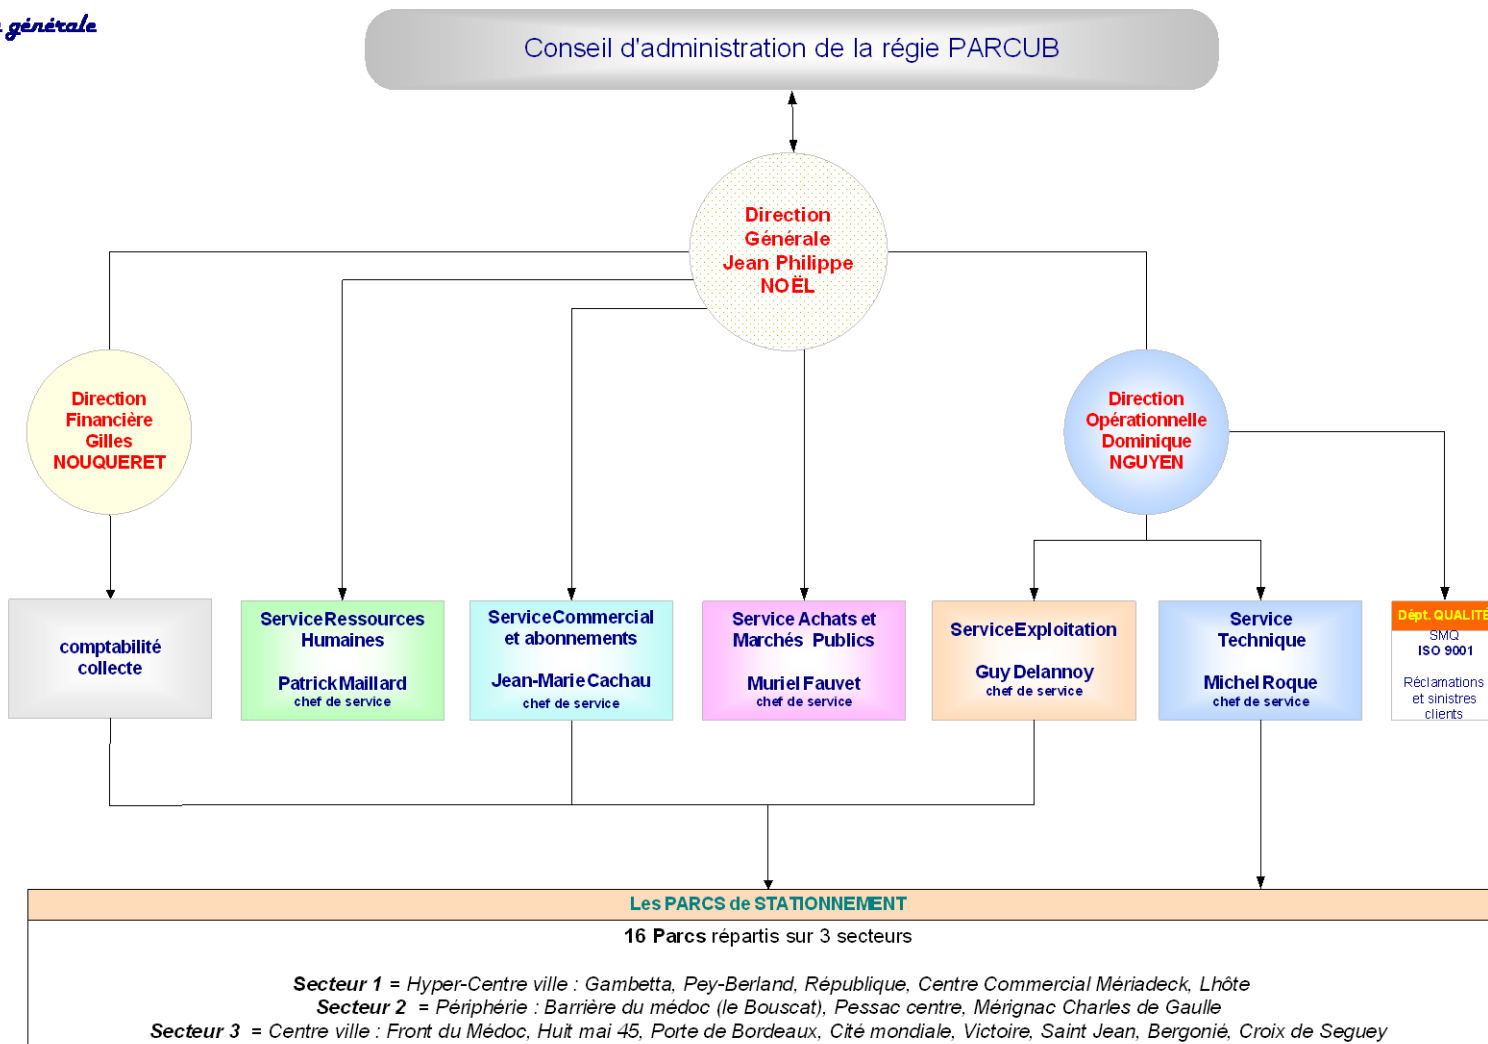 générale
Conseil d'administration de la régie PARCUB
Direction
Générale
Jean Philippe
NOËL
Direction
Financière
Gilles
NOUQUERET
Direction
Opérationnelle
Dominique
NGUYEN
comptabilité
collecte
Service Ressources
Humaines
Patrick Maillard
chef de service
Service Commercial
et abonnements
Jean-Marie Cachau
chef de service
Service Achats et
Marchés Publics
Muriel Fauvet
chef de service
Service Exploitation
Guy Delannoy
chef de service
Service
Technique
Michel Roque
chef de service
Dépt. QUALITÉ
SMQ
ISO 9001
Réclamations
et sinistres
clients
Les PARCS de STATIONNEMENT
16 Parcs répartis sur 3 secteurs
Secteur 1 = Hyper-Centre ville : Gambetta, Pey-Berland, République, Centre Commercial Mériadeck, Lhôte
Secteur 2 = Périphérie : Barrière du médoc (le Bouscat), Pessac centre, Mérignac Charles de Gaulle
Secteur 3 = Centre ville : Front du Médoc, Huit mai 45, Porte de Bordeaux, Cité mondiale, Victoire, Saint Jean, Bergonié, Croix de Seguey